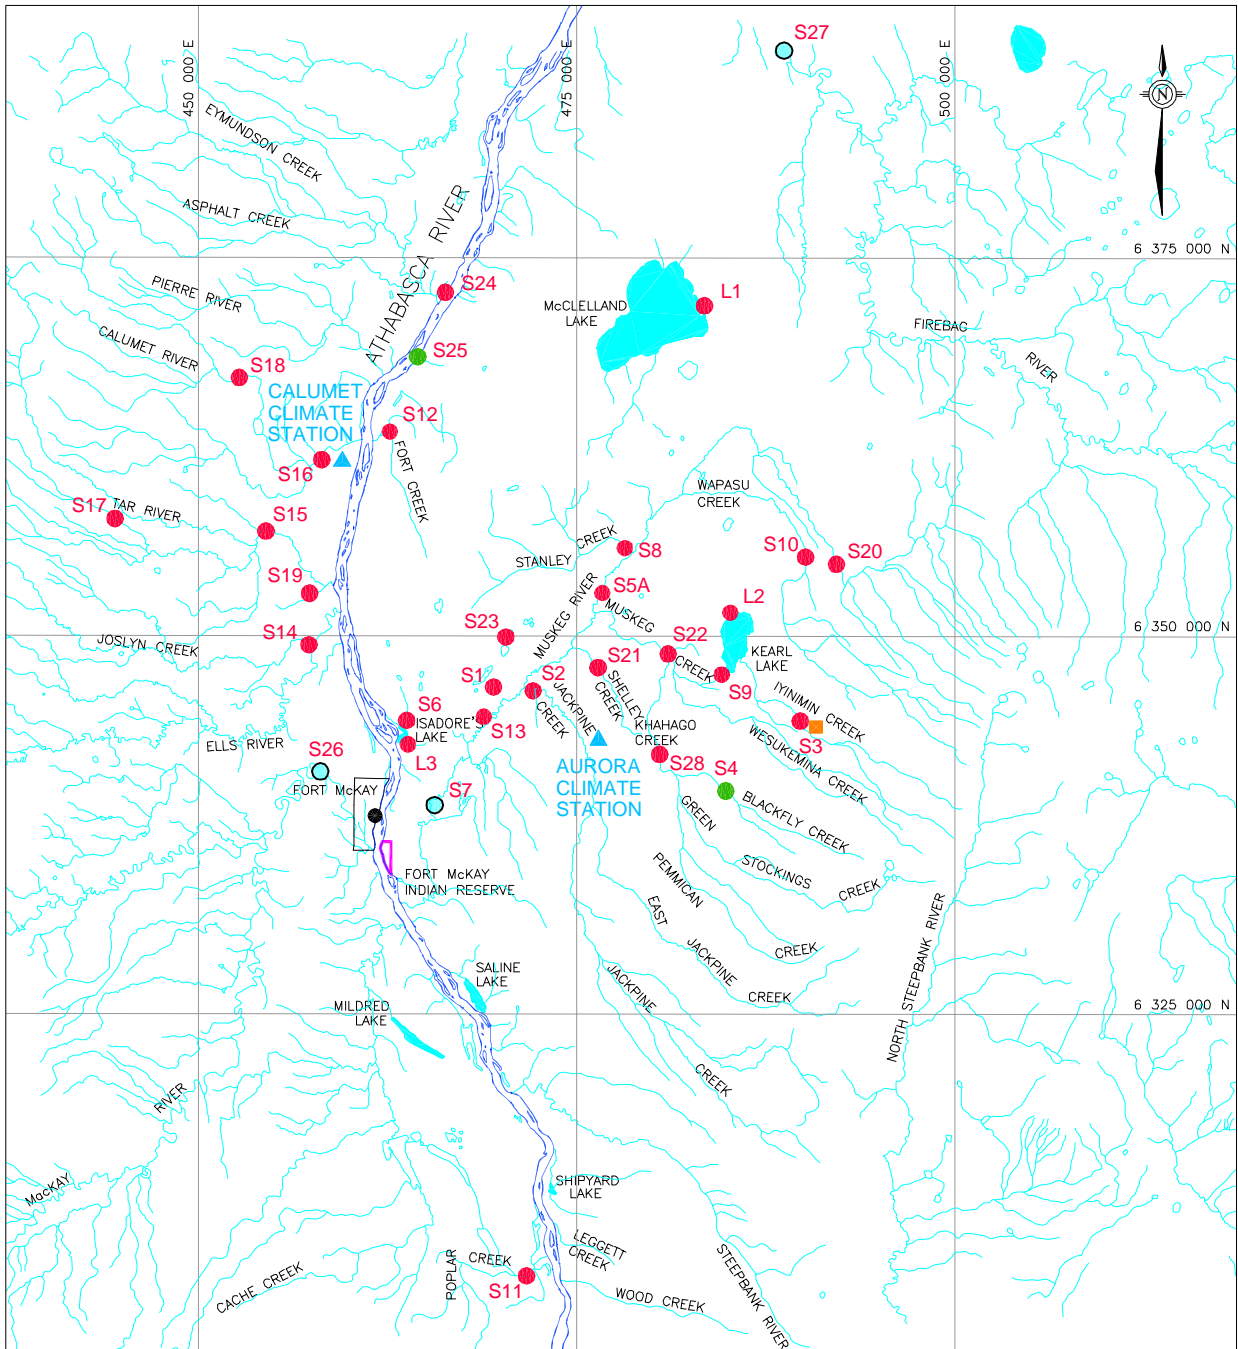 S27
450 000 E
475 000 E
500 000 E
N
EYMUNDSON CREEK
ASPHALT CREEK
ATHABASCA RIVER
6 375 000 N
PIERRE RIVER
S24
L1
McCLELLAND
LAKE
CALUMET RIVER
FIREBAG
RIVER
S25
S18
CALUMET
CLIMATE
STATION
S12
FORT CREEK
S16
WAPASU
CREEK
S17
TAR RIVER
S15
STANLEY CREEK
S8
S10
S20
S19
S5A
MUSKEG RIVER
MUSKEG
CREEK
L2
S23
S14
JOSLYN CREEK
S22
6 350 000 N
KEARL
LAKE
S21
S1
S2
JACKPINE
CREEK
SHELLEY
CREEK
S9
IYINIMIN CREEK
S6
ISADORE'S
LAKE
S13
KHAHAGO
CREEK
S3
WESUKEMINA CREEK
ELLS RIVER
S26
L3
S28
AURORA
CLIMATE
STATION
S4
FORT McKAY
S7
BLACKFLY CREEK
GREEN
STOCKINGS
CREEK
FORT McKAY
INDIAN RESERVE
PEMMICAN
CREEK
EAST
JACKPINE
CREEK
NORTH STEEPBANK RIVER
SALINE
LAKE
JACKPINE
CREEK
MILDRED
LAKE
6 325 000 N
MacKAY
RIVER
SHIPYARD
LAKE
LEGGETT
CREEK
POPLAR
CREEK
S11
CACHE CREEK
WOOD CREEK
STEEPBANK RIVER